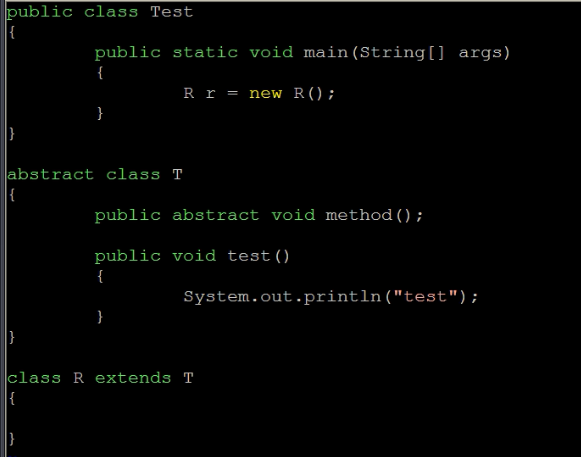 public class Test
{
        public static void main(String[] args)
        {
                R r = new R();
        }
}

abstract class T
{
        public abstract void method();

        public void test()
        {
                System.out.println("test");
        }
}

class R extends T
{

}